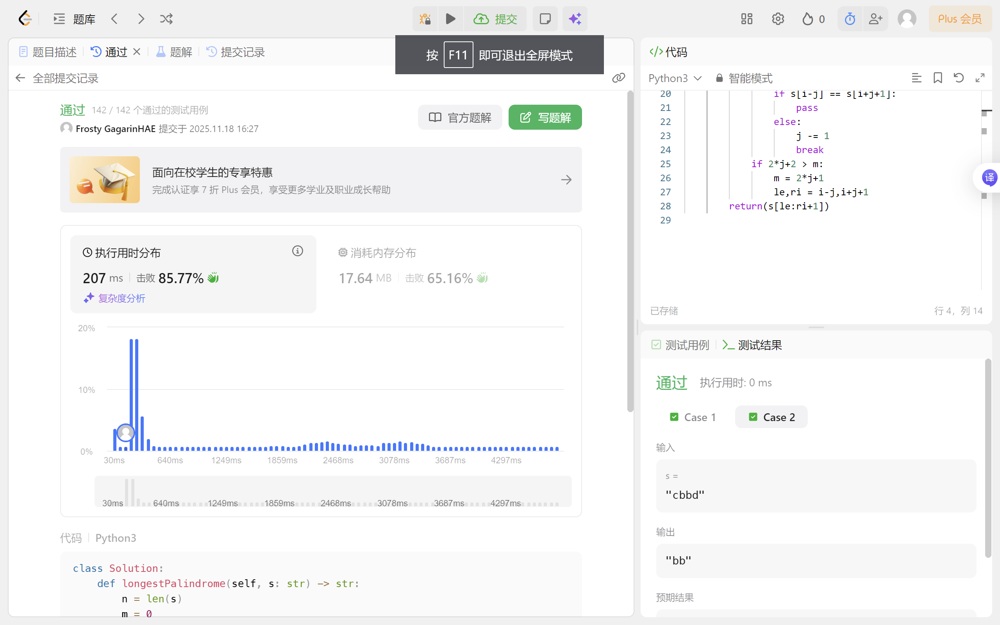 题库
提交
0
Plus 会员
按 F11 即可退出全屏模式
题目描述
通过
题解
提交记录
全部提交记录
通过 142 / 142 个通过的测试用例
Frosty GagarinHAE 提交于 2025.11.18 16:27
官方题解
写题解
面向在校学生的专享特惠
完成认证享 7 折 Plus 会员，享受更多学业及职业成长帮助
执行用时分布
207 ms 击败 85.77%
复杂度分析
消耗内存分布
17.64 MB 击败 65.16%
20%
10%
0%
30ms 640ms 1249ms 1859ms 2468ms 3078ms 3687ms 4297ms
30ms 640ms 1249ms 1859ms 2468ms 3078ms 3687ms 4297ms
代码 Python3
class Solution:
def longestPalindrome(self, s: str) -> str:
n = len(s)
m = 0
</> 代码
Python3 智能模式
20 if s[i-j] == s[i+j+1]:
21 pass
22 else:
23 j -= 1
24 break
25 if 2*j+2 > m:
26 m = 2*j+1
27 le,ri = i-j,i+j+1
28 return(s[le:ri+1])
29
译
已存储
行 4，列 14
测试用例
测试结果
通过 执行用时: 0 ms
Case 1
Case 2
输入
s =
"cbbd"
输出
"bb"
预期结果